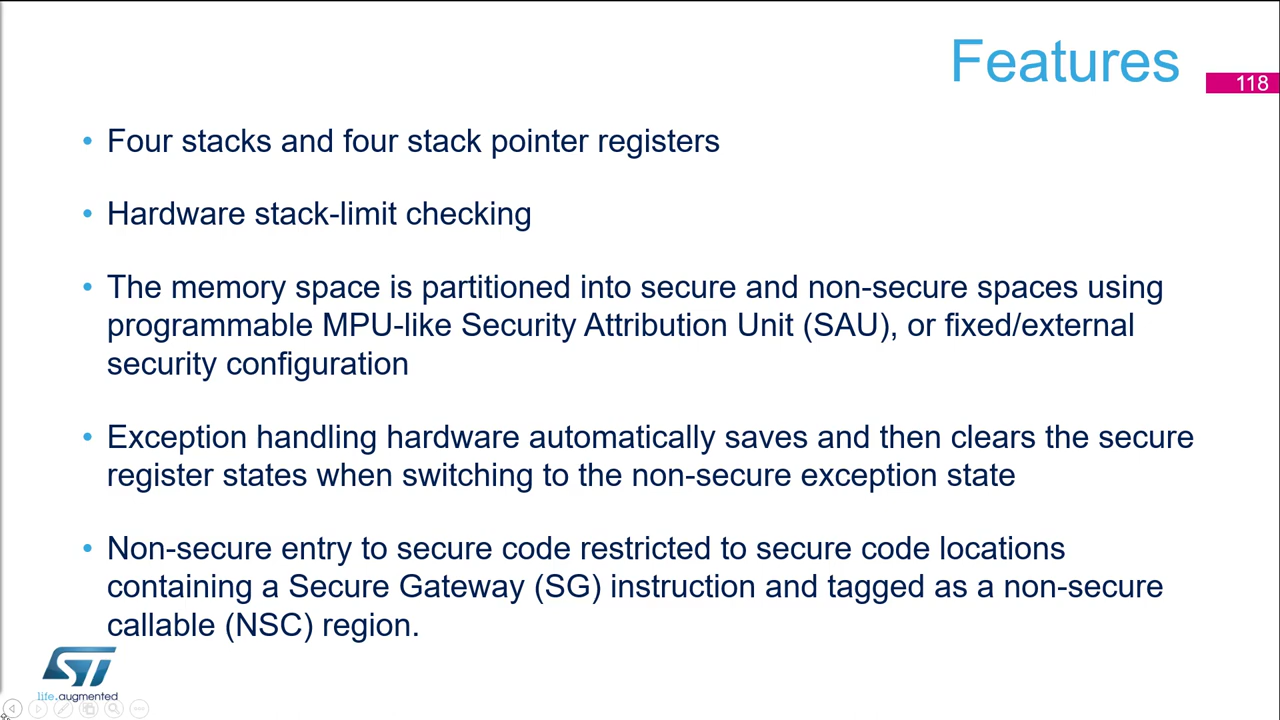 Features
118
• Four stacks and four stack pointer registers
• Hardware stack-limit checking
• The memory space is partitioned into secure and non-secure spaces using
programmable MPU-like Security Attribution Unit (SAU), or fixed/external
security configuration
• Exception handling hardware automatically saves and then clears the secure
register states when switching to the non-secure exception state
• Non-secure entry to secure code restricted to secure code locations
containing a Secure Gateway (SG) instruction and tagged as a non-secure
callable (NSC) region.
ST
life.augmented